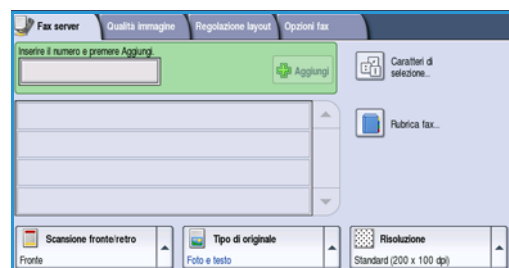 Fax server
Qualità immagine
Regolazione layout
Opzioni fax
Inserire il numero e premere Aggiungi.
Aggiungi
Caratteri di
selezione...
Rubrica fax...
Scansione fronte/retro
Fronte
Tipo di originale
Foto e testo
Risoluzione
Standard (200 x 100 dpi)